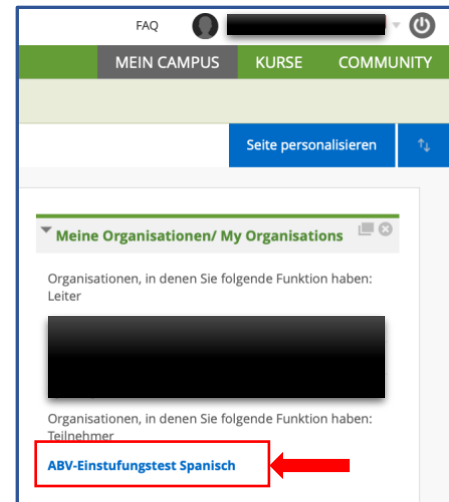 FAQ
MEIN CAMPUS KURSE COMMUNITY
Seite personalisieren
Meine Organisationen/ My Organisations
Organisationen, in denen Sie folgende Funktion haben:
Leiter
Organisationen, in denen Sie folgende Funktion haben:
Teilnehmer
ABV-Einstufungstest Spanisch